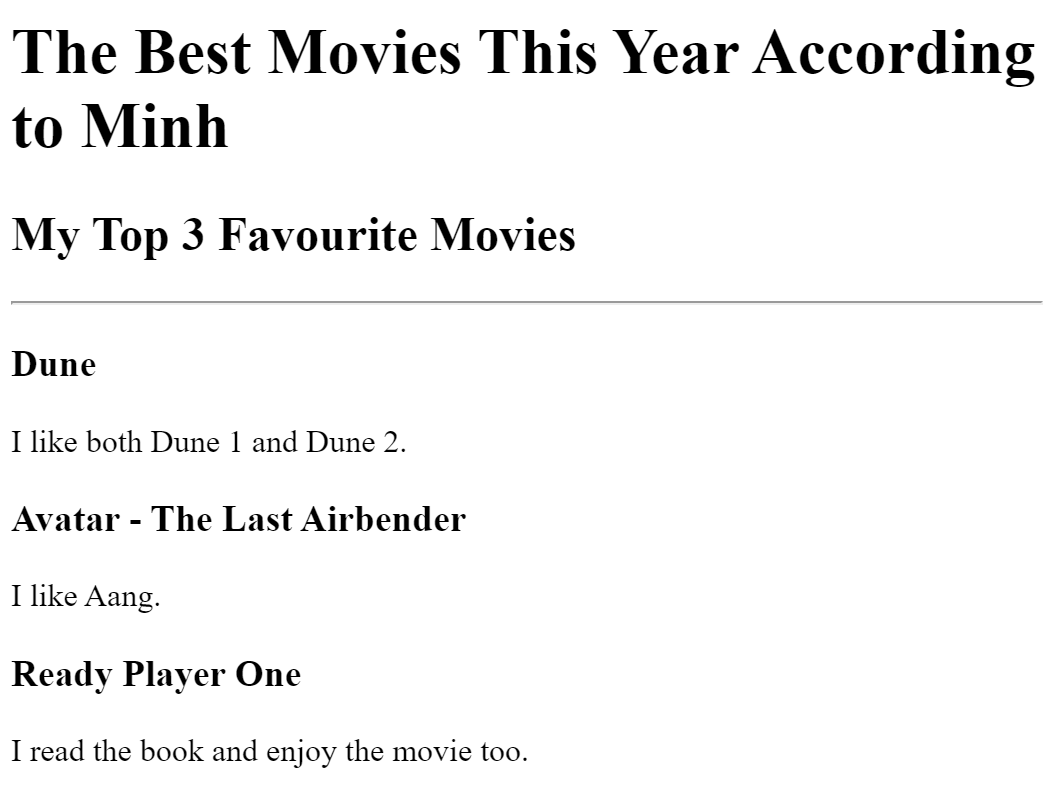 The Best Movies This Year According
to Minh
My Top 3 Favourite Movies
Dune
I like both Dune 1 and Dune 2.
Avatar - The Last Airbender
I like Aang.
Ready Player One
I read the book and enjoy the movie too.